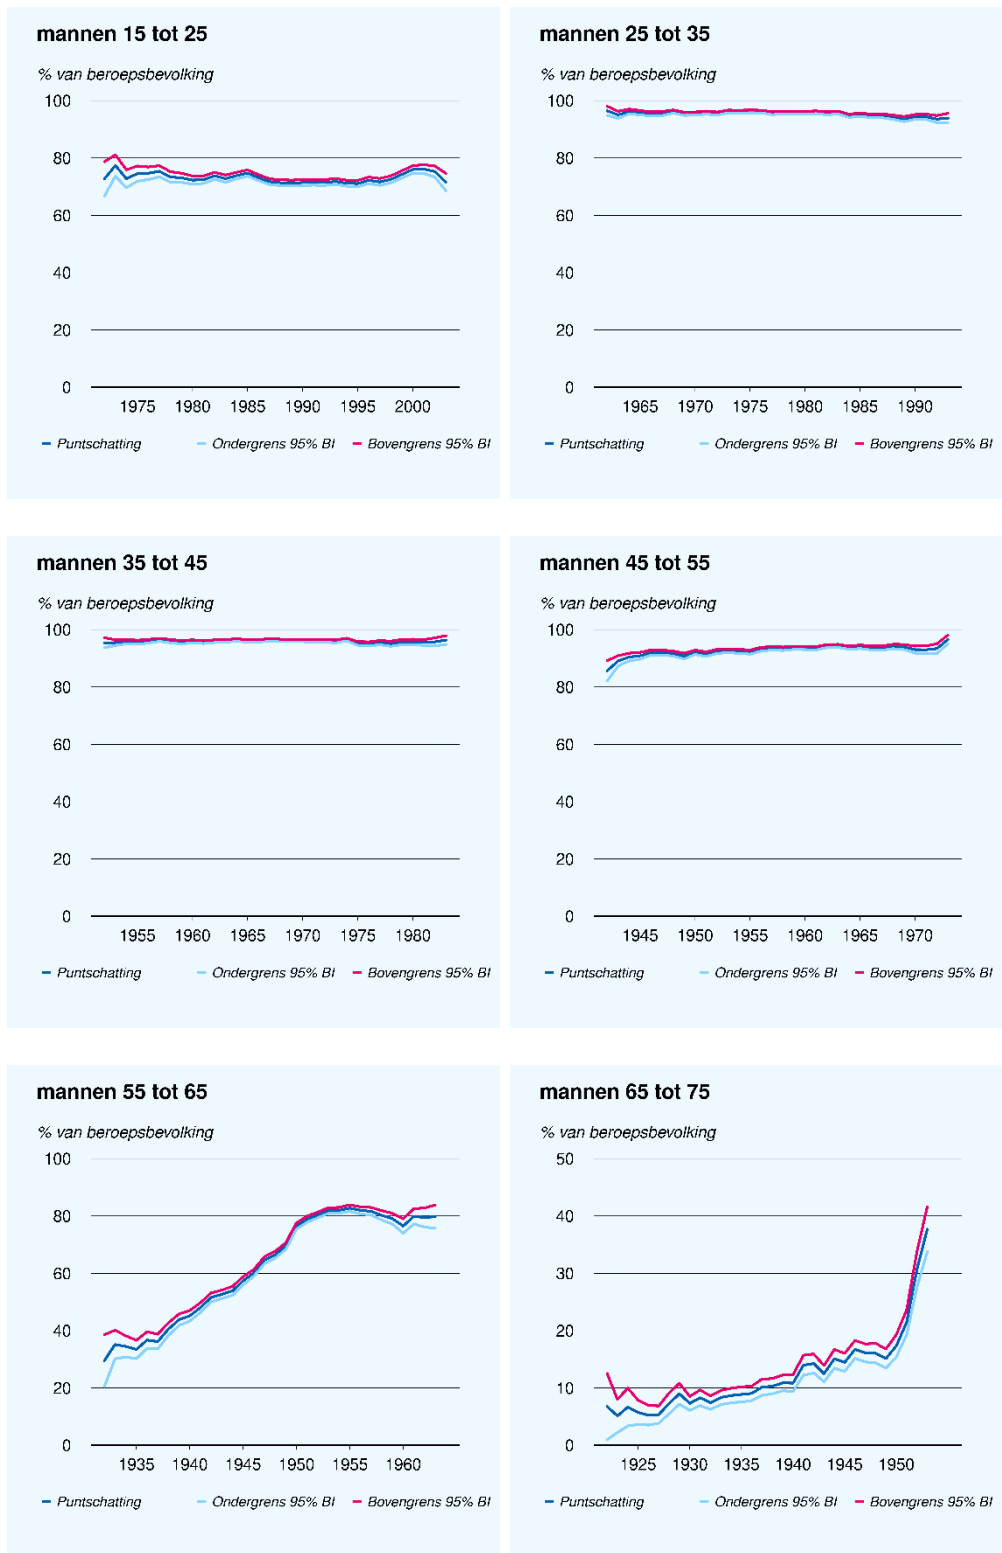 mannen 15 tot 25
% van beroepsbevolking
100
80
60
40
20
0
1975 1980 1985 1990 1995 2000
Puntschatting Ondergrens 95% BI Bovengrens 95% BI
mannen 25 tot 35
% van beroepsbevolking
100
80
60
40
20
0
1965 1970 1975 1980 1985 1990
Puntschatting Ondergrens 95% BI Bovengrens 95% BI
mannen 35 tot 45
% van beroepsbevolking
100
80
60
40
20
0
1955 1960 1965 1970 1975 1980
Puntschatting Ondergrens 95% BI Bovengrens 95% BI
mannen 45 tot 55
% van beroepsbevolking
100
80
60
40
20
0
1945 1950 1955 1960 1965 1970
Puntschatting Ondergrens 95% BI Bovengrens 95% BI
mannen 55 tot 65
% van beroepsbevolking
100
80
60
40
20
0
1935 1940 1945 1950 1955 1960
Puntschatting Ondergrens 95% BI Bovengrens 95% BI
mannen 65 tot 75
% van beroepsbevolking
50
40
30
20
10
0
1925 1930 1935 1940 1945 1950
Puntschatting Ondergrens 95% BI Bovengrens 95% BI